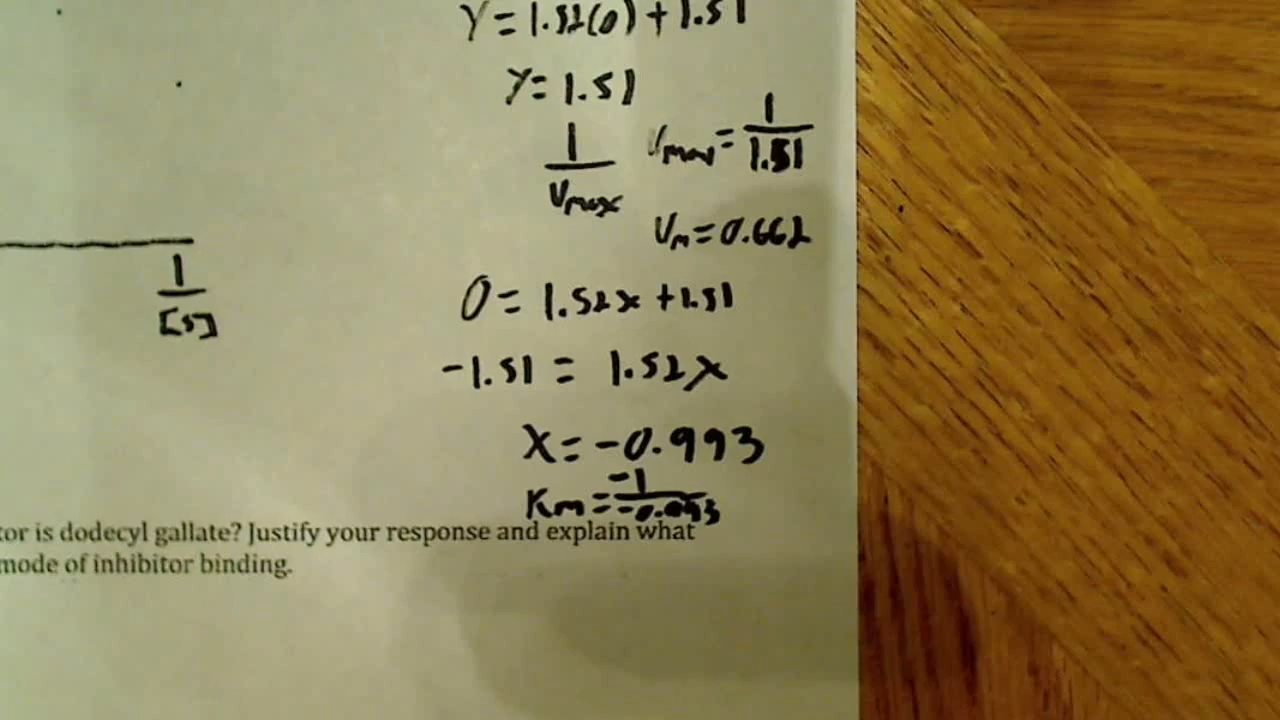 Y=1.52(0)+1.51
Y=1.51
1
Vmax
Vmax=
1
1.51
Vm=0.662
1
[s]
0=1.52x+1.51
-1.51=1.52x
X=-0.993
Km=
-1
-0.993
tor is dodecyl gallate? Justify your response and explain what
mode of inhibitor binding.